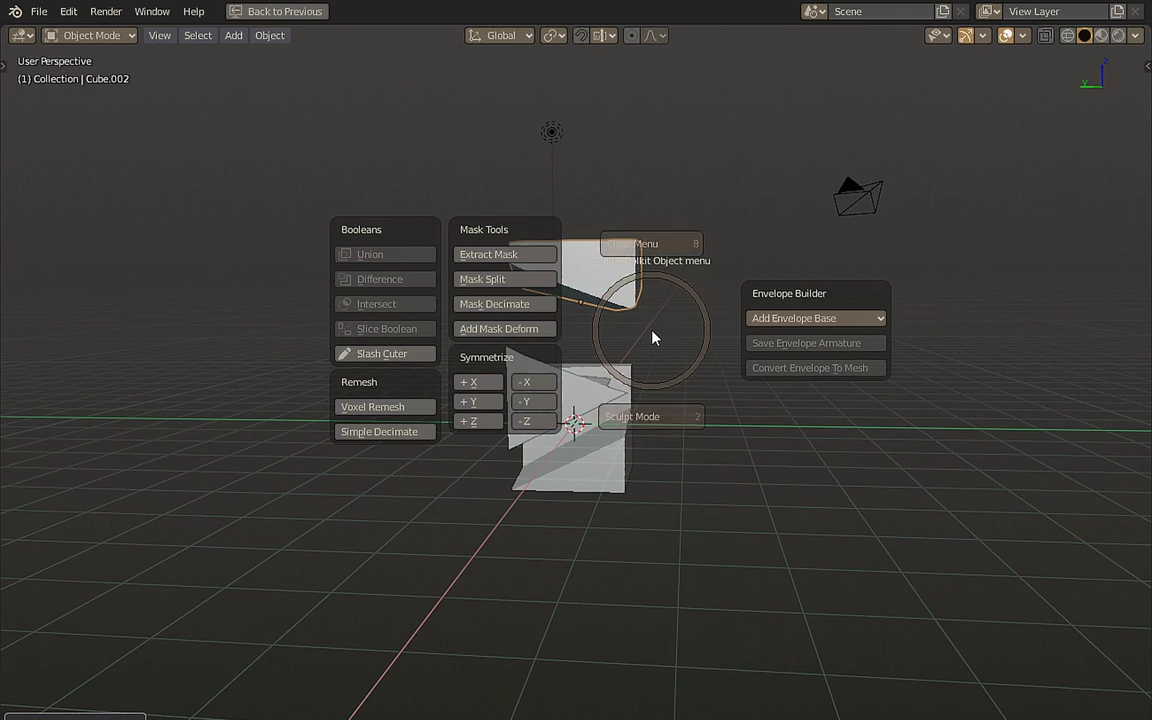 File Edit Render Window Help Back to Previous Scene View Layer
Object Mode View Select Add Object Global
User Perspective
(1) Collection | Cube.002
Z
Y
Booleans
Union
Difference
Intersect
Slice Boolean
Slash Cuter
Remesh
Voxel Remesh
Simple Decimate
Mask Tools
Extract Mask
Mask Split
Mask Decimate
Add Mask Deform
Symmetrize
+ X - X
+ Y - Y
+ Z - Z
Menu 8
Object menu
Sculpt Mode 2
Envelope Builder
Add Envelope Base
Save Envelope Armature
Convert Envelope To Mesh